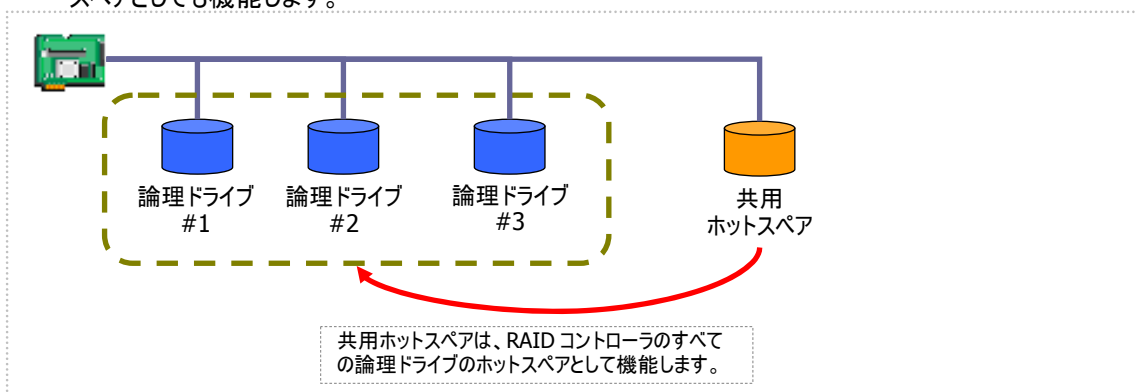 スペアとしても機能します。
論理ドライブ
#1
論理ドライブ
#2
論理ドライブ
#3
共用
ホットスペア
共用ホットスペアは、RAID コントローラのすべて
の論理ドライブのホットスペアとして機能します。